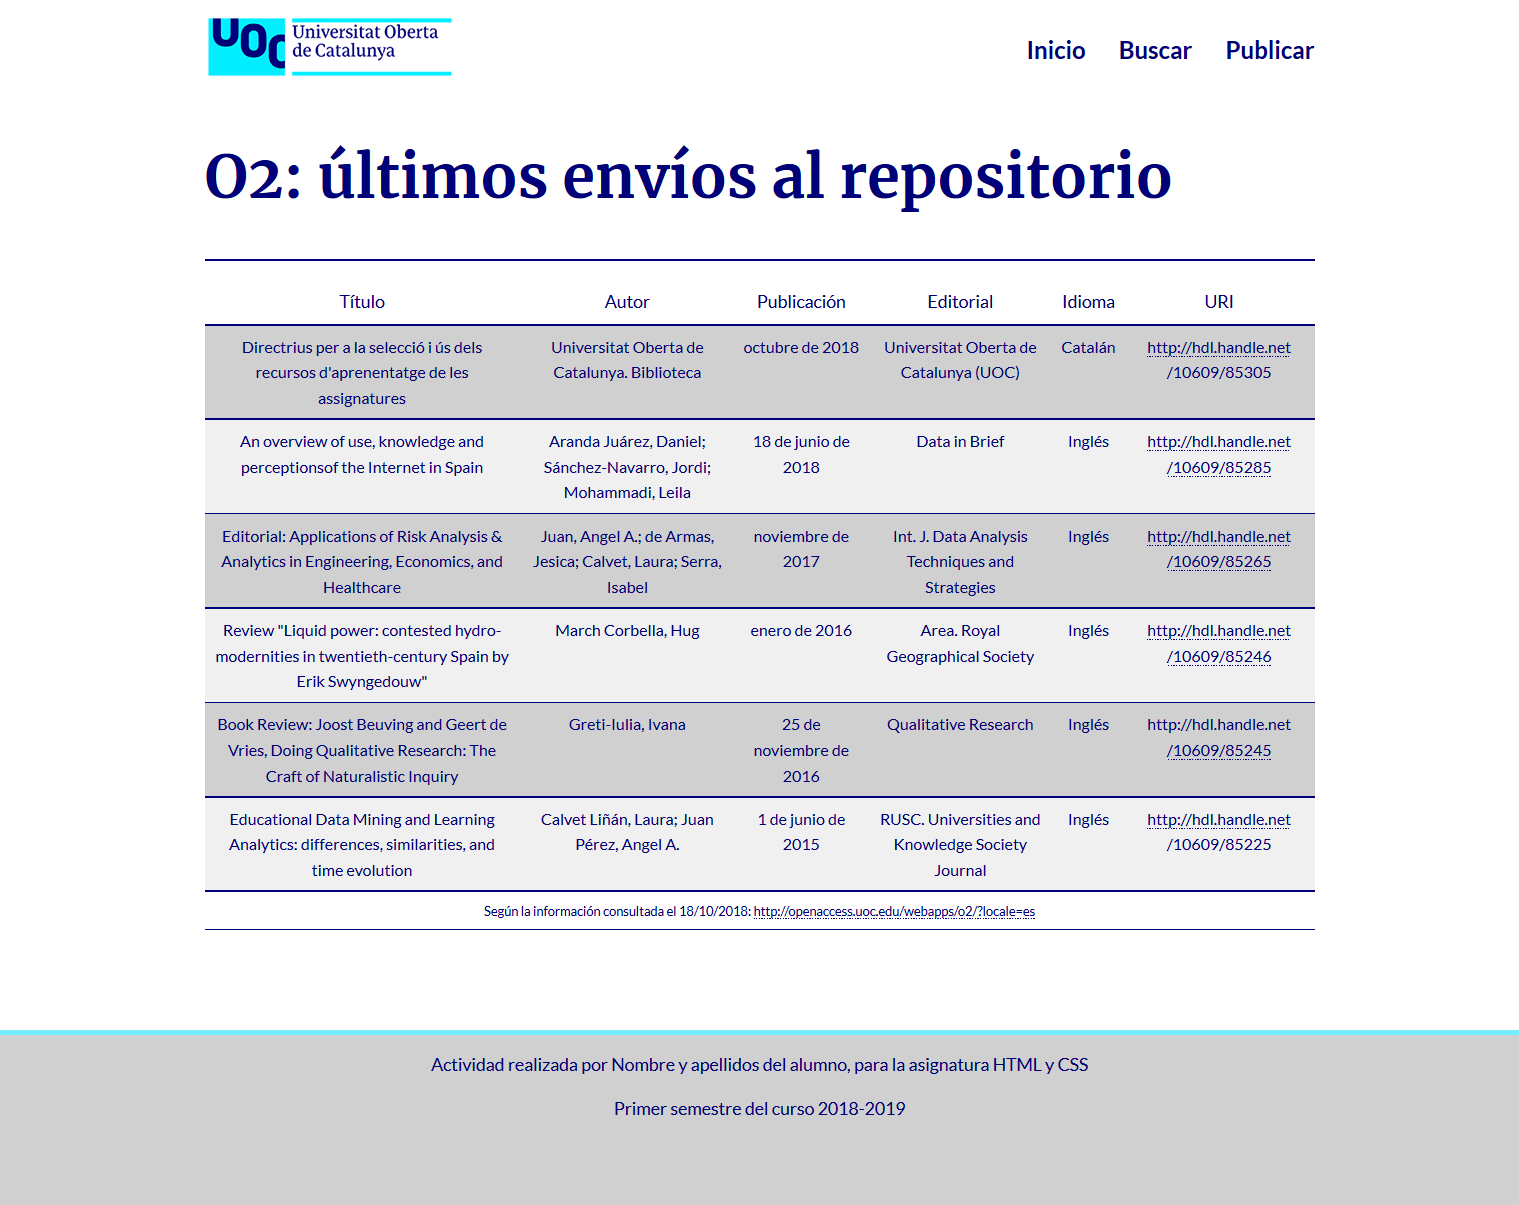 UOC
Universitat Oberta
de Catalunya
Inicio Buscar Publicar
O2: últimos envíos al repositorio
Título Autor Publicación Editorial Idioma URI
Directrius per a la selecció i ús dels
recursos d'aprenentatge de les
assignatures
Universitat Oberta de
Catalunya. Biblioteca
octubre de 2018
Universitat Oberta de
Catalunya (UOC)
Catalán
http://hdl.handle.net
/10609/85305
An overview of use, knowledge and
perceptionsof the Internet in Spain
Aranda Juárez, Daniel;
Sánchez-Navarro, Jordi;
Mohammadi, Leila
18 de junio de
2018
Data in Brief
Inglés
http://hdl.handle.net
/10609/85285
Editorial: Applications of Risk Analysis &
Analytics in Engineering, Economics, and
Healthcare
Juan, Angel A.; de Armas,
Jesica; Calvet, Laura; Serra,
Isabel
noviembre de
2017
Int. J. Data Analysis
Techniques and
Strategies
Inglés
http://hdl.handle.net
/10609/85265
Review "Liquid power: contested hydro-
modernities in twentieth-century Spain by
Erik Swyngedouw"
March Corbella, Hug
enero de 2016
Area. Royal
Geographical Society
Inglés
http://hdl.handle.net
/10609/85246
Book Review: Joost Beuving and Geert de
Vries, Doing Qualitative Research: The
Craft of Naturalistic Inquiry
Greti-Iulia, Ivana
25 de
noviembre de
2016
Qualitative Research
Inglés
http://hdl.handle.net
/10609/85245
Educational Data Mining and Learning
Analytics: differences, similarities, and
time evolution
Calvet Liñán, Laura; Juan
Pérez, Angel A.
1 de junio de
2015
RUSC. Universities and
Knowledge Society
Journal
Inglés
http://hdl.handle.net
/10609/85225
Según la información consultada el 18/10/2018: http://openaccess.uoc.edu/webapps/o2/?locale=es
Actividad realizada por Nombre y apellidos del alumno, para la asignatura HTML y CSS
Primer semestre del curso 2018-2019